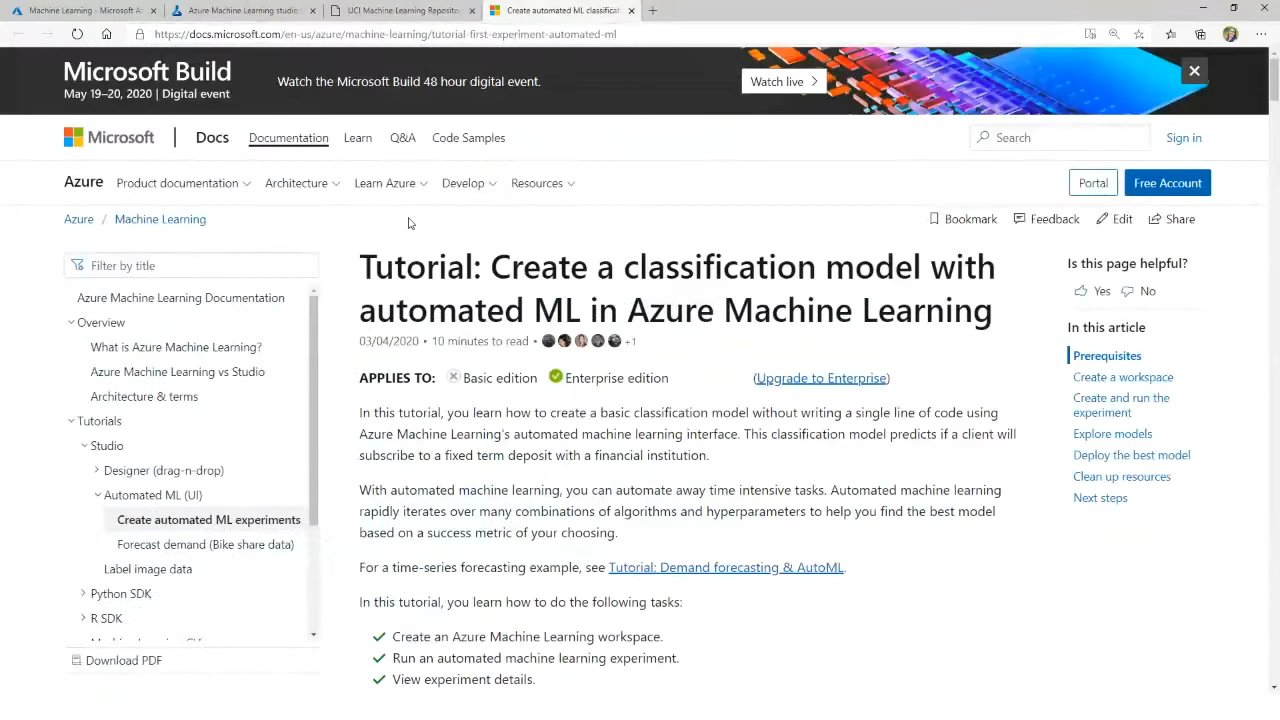 Machine Learning - Microsoft A
Azure Machine Learning studio
UCI Machine Learning Reposito
Create automated ML classificat
https://docs.microsoft.com/en-us/azure/machine-learning/tutorial-first-experiment-automated-ml
Microsoft Build
May 19–20, 2020 | Digital event
Watch the Microsoft Build 48 hour digital event.
Watch live
Microsoft
Docs
Documentation
Learn
Q&A
Code Samples
Search
Sign in
Azure
Product documentation
Architecture
Learn Azure
Develop
Resources
Portal
Free Account
Azure / Machine Learning
Bookmark
Feedback
Edit
Share
Filter by title
Azure Machine Learning Documentation
Overview
What is Azure Machine Learning?
Azure Machine Learning vs Studio
Architecture & terms
Tutorials
Studio
Designer (drag-n-drop)
Automated ML (UI)
Create automated ML experiments
Forecast demand (Bike share data)
Label image data
Python SDK
R SDK
Download PDF
Tutorial: Create a classification model with
automated ML in Azure Machine Learning
03/04/2020 • 10 minutes to read • +1
APPLIES TO: Basic edition Enterprise edition (Upgrade to Enterprise)
In this tutorial, you learn how to create a basic classification model without writing a single line of code using
Azure Machine Learning's automated machine learning interface. This classification model predicts if a client will
subscribe to a fixed term deposit with a financial institution.
With automated machine learning, you can automate away time intensive tasks. Automated machine learning
rapidly iterates over many combinations of algorithms and hyperparameters to help you find the best model
based on a success metric of your choosing.
For a time-series forecasting example, see Tutorial: Demand forecasting & AutoML.
In this tutorial, you learn how to do the following tasks:
Create an Azure Machine Learning workspace.
Run an automated machine learning experiment.
View experiment details.
Is this page helpful?
Yes
No
In this article
Prerequisites
Create a workspace
Create and run the
experiment
Explore models
Deploy the best model
Clean up resources
Next steps